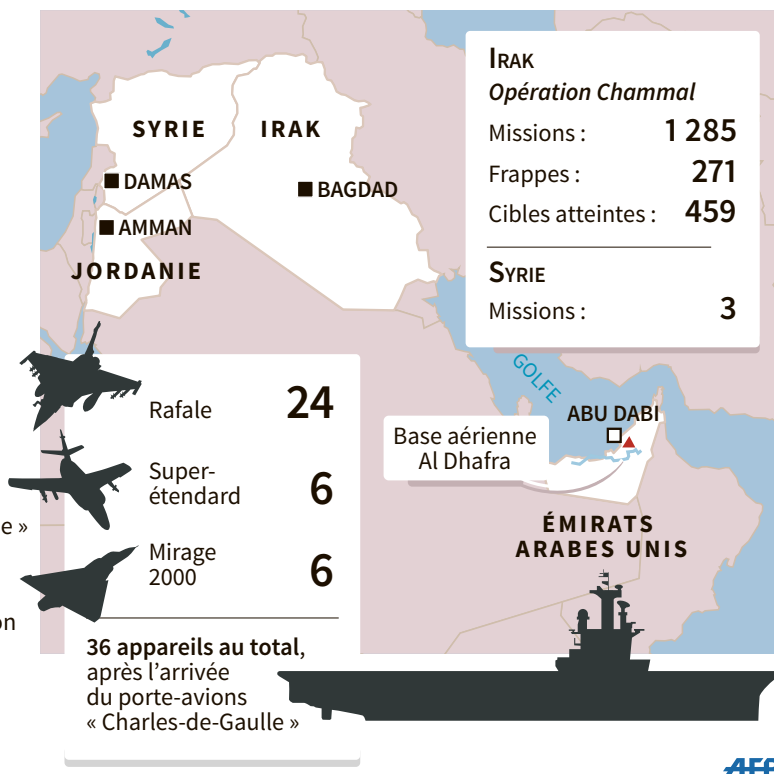 SYRIE
IRAK
DAMAS
BAGDAD
AMMAN
JORDANIE
IRAK
Opération Chammal
Missions : 1 285
Frappes : 271
Cibles atteintes : 459
SYRIE
Missions : 3
GOLFE
ABU DABI
Base aérienne
Al Dhafra
ÉMIRATS
ARABES UNIS
Rafale 24
Super-
étendard 6
Mirage
2000 6
36 appareils au total,
après l’arrivée
du porte-avions
« Charles-de-Gaulle »
e »
on
AFP